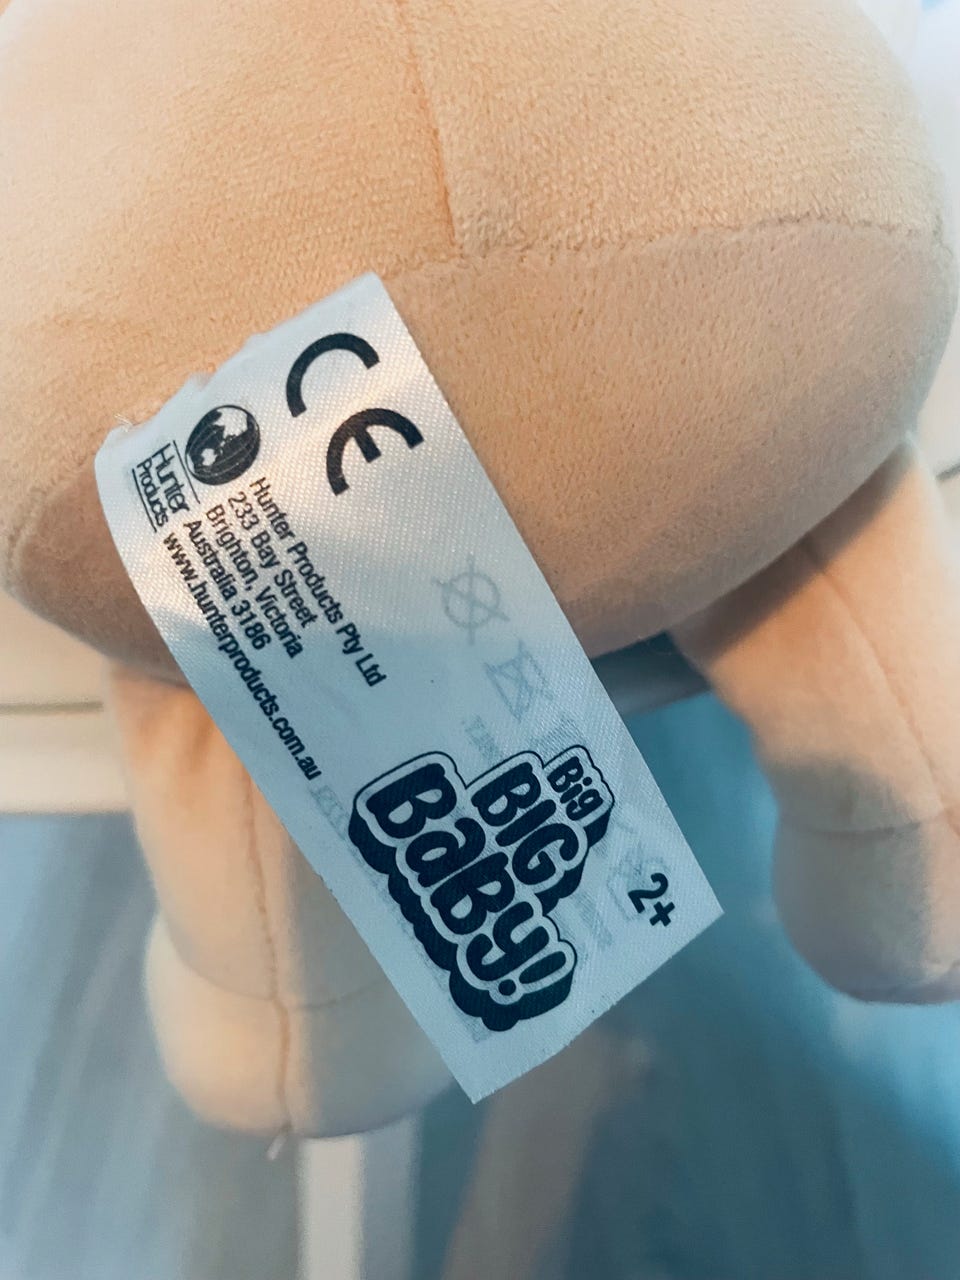 CE
Hunter
Products
Hunter Products Pty Ltd
233 Bay Street
Brighton, Victoria
Australia 3186
www.hunterproducts.com.au
Big
BIG
BaBy!
2+